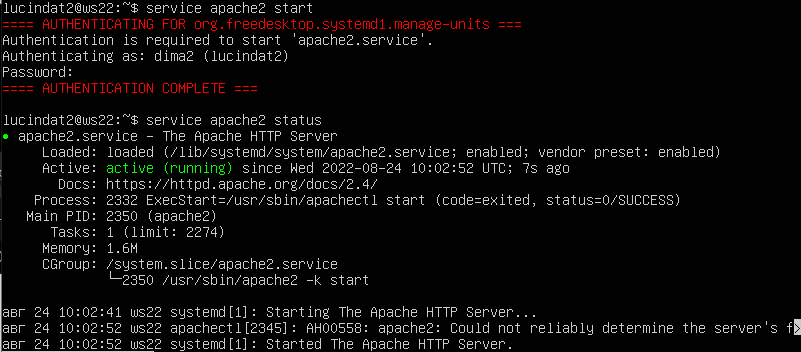 lucindat2@ws22:~$ service apache2 start
==== AUTHENTICATING FOR org.freedesktop.systemd1.manage-units ===
Authentication is required to start 'apache2.service'.
Authenticating as: dima2 (lucindat2)
Password:
==== AUTHENTICATION COMPLETE ===
lucindat2@ws22:~$ service apache2 status
● apache2.service - The Apache HTTP Server
Loaded: loaded (/lib/systemd/system/apache2.service; enabled; vendor preset: enabled)
Active: active (running) since Wed 2022-08-24 10:02:52 UTC; 7s ago
Docs: https://httpd.apache.org/docs/2.4/
Process: 2332 ExecStart=/usr/sbin/apachectl start (code=exited, status=0/SUCCESS)
Main PID: 2350 (apache2)
Tasks: 1 (limit: 2274)
Memory: 1.6M
CGroup: /system.slice/apache2.service
└─2350 /usr/sbin/apache2 -k start
авг 24 10:02:41 ws22 systemd[1]: Starting The Apache HTTP Server...
авг 24 10:02:52 ws22 apachectl[2345]: AH00558: apache2: Could not reliably determine the server's f>
авг 24 10:02:52 ws22 systemd[1]: Started The Apache HTTP Server.